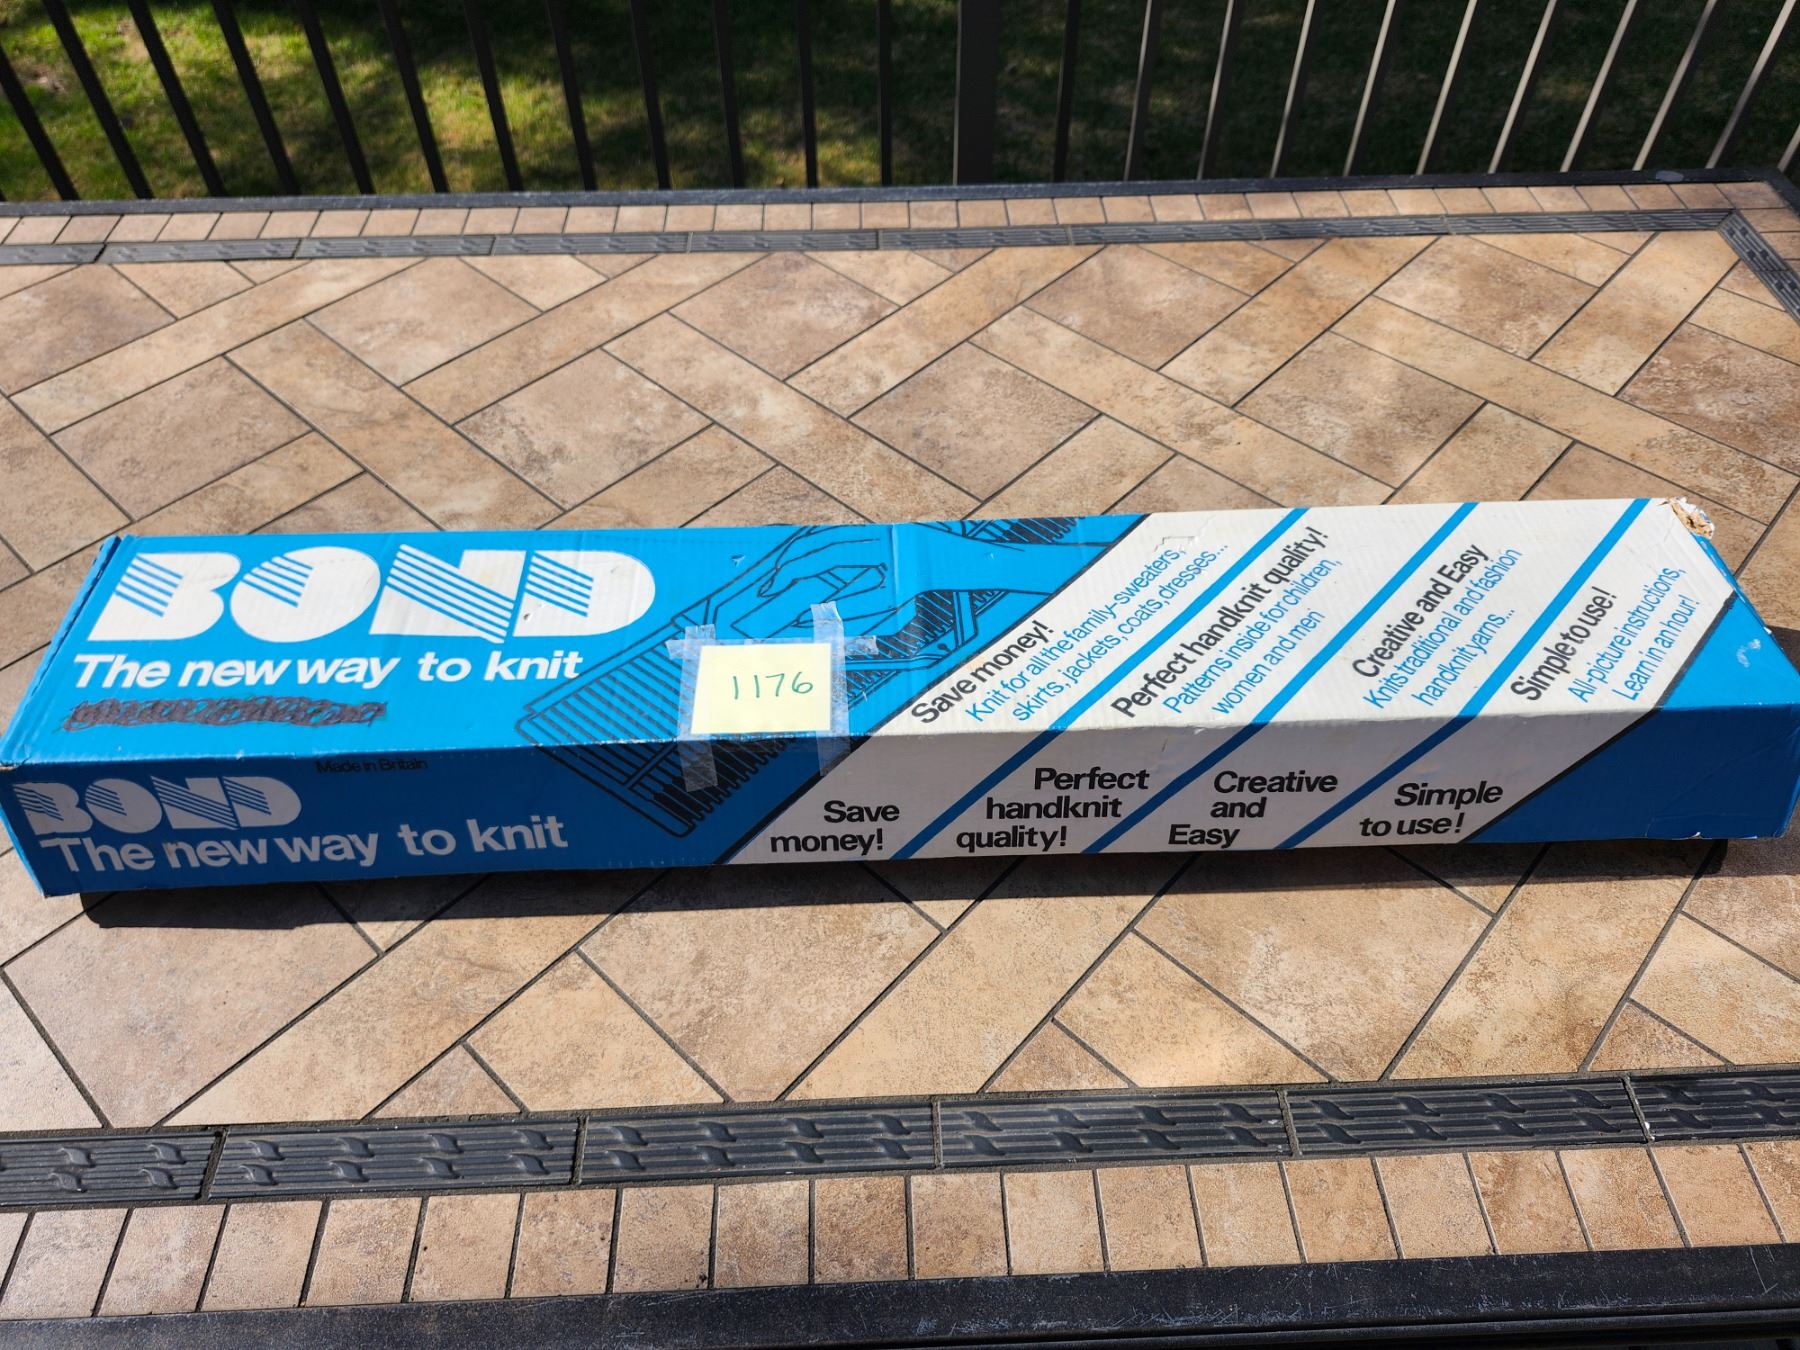 BOND
The new way to knit
1176
Save money!
Knit for all the family–sweaters,
skirts, jackets, coats, dresses...
Perfect handknit quality!
Patterns inside for children,
women and men
Creative and Easy
Knits traditional and fashion
handknit yarns...
Simple to use!
All-picture instructions,
Learn in an hour!
Made in Britain
BOND
The new way to knit
Save
money!
Perfect
handknit
quality!
Creative
and
Easy
Simple
to use!